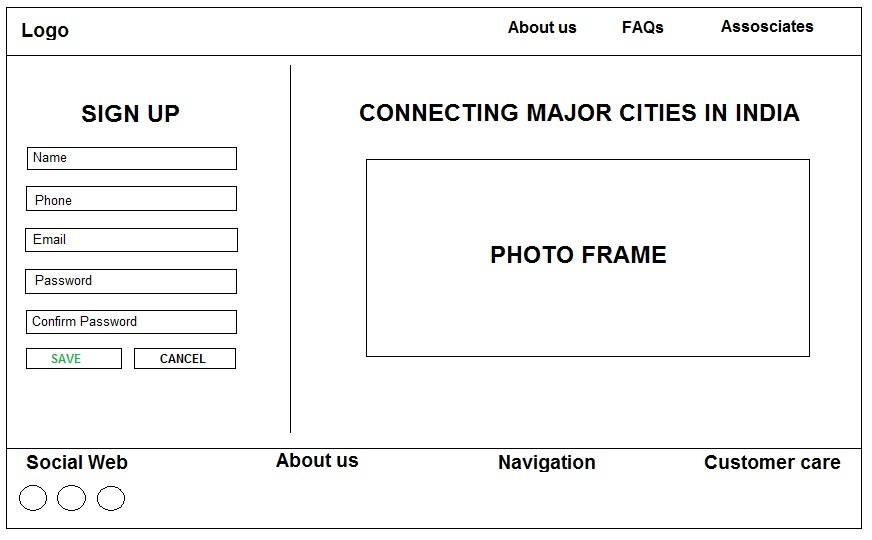 Logo
About us
FAQs
Assosciates
SIGN UP
Name
Phone
Email
Password
Confirm Password
SAVE
CANCEL
CONNECTING MAJOR CITIES IN INDIA
PHOTO FRAME
Social Web
About us
Navigation
Customer care